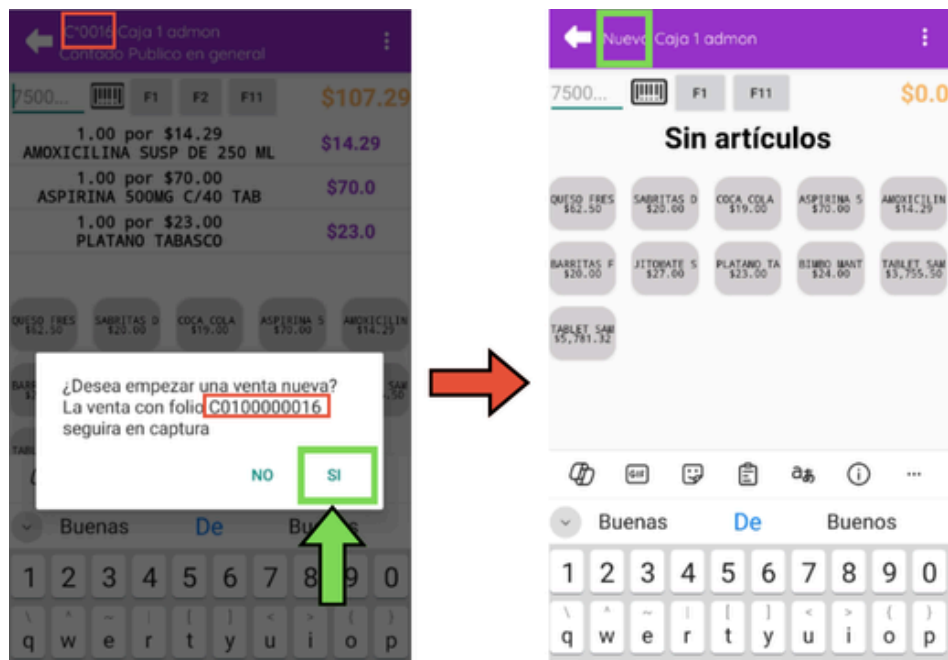 C*0016 Caja 1 admon
Contado Publico en general
7500... F1 F2 F11 $107.29
1.00 por $14.29
AMOXICILINA SUSP DE 250 ML $14.29
1.00 por $70.00
ASPIRINA 500MG C/40 TAB $70.0
1.00 por $23.00
PLATANO TABASCO $23.0
QUESO FRES SABRITAS D COCA COLA ASPIRINA S AMOXICILIN
$62.50 $20.00 $19.00 $70.00 $14.29
¿Desea empezar una venta nueva?
La venta con folio C0100000016
seguira en captura
NO SI
Buenas De
1 2 3 4 5 6 7 8 9 0
q w e r t y u i o p
Nuevo Caja 1 admon
7500... F1 F11 $0.0
Sin artículos
QUESO FRES SABRITAS D COCA COLA ASPIRINA S AMOXICILIN
$62.50 $20.00 $19.00 $70.00 $14.29
BARRITAS F JITOMATE S PLATANO TA BIMBO MANT TABLET SAM
$20.00 $27.00 $23.00 $24.00 $3,755.50
TABLET SAM
$5,781.32
GIF
Buenas De Buenos
1 2 3 4 5 6 7 8 9 0
\ ^ ~ | [ ] < > { }
q w e r t y u i o p